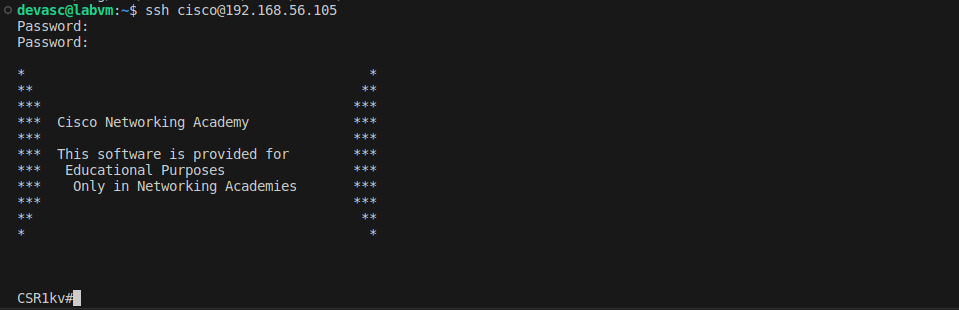 devasc@labvm:~$ ssh cisco@192.168.56.105
Password:
Password:
*                                           *
**                                         **
***                                       ***
***  Cisco Networking Academy             ***
***                                       ***
***  This software is provided for        ***
***   Educational Purposes                ***
***    Only in Networking Academies       ***
***                                       ***
**                                         **
*                                           *
CSR1kv#